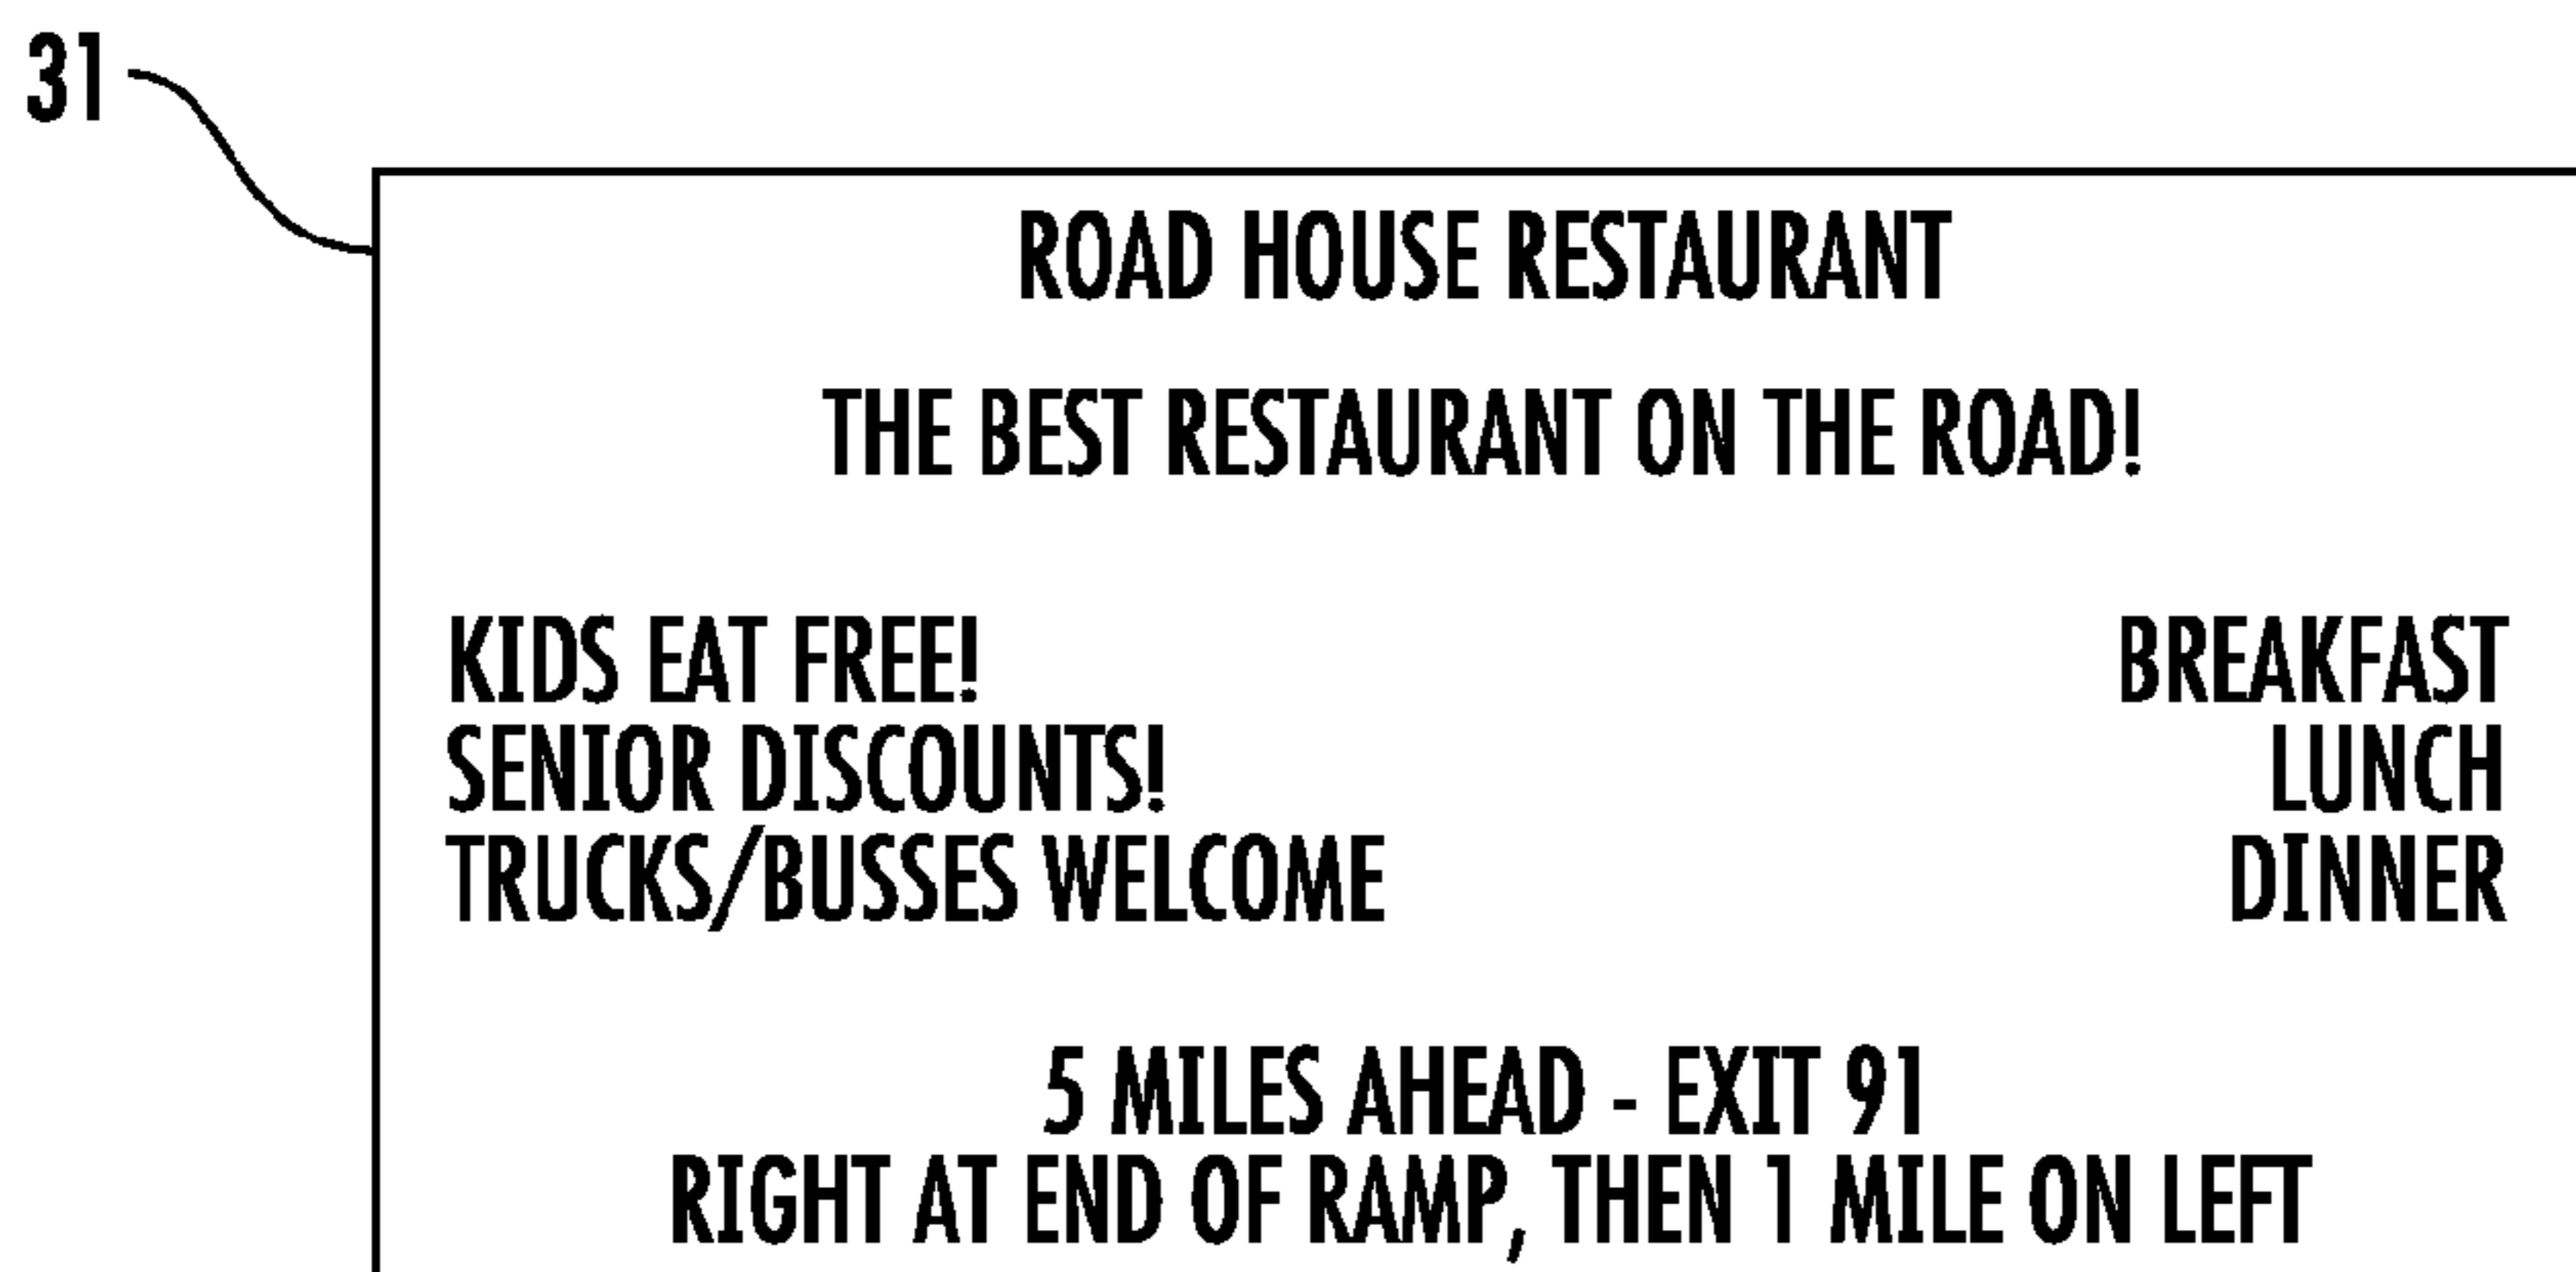 31
ROAD HOUSE RESTAURANT
THE BEST RESTAURANT ON THE ROAD!
KIDS EAT FREE! BREAKFAST
SENIOR DISCOUNTS! LUNCH
TRUCKS/BUSSES WELCOME DINNER
5 MILES AHEAD - EXIT 91
RIGHT AT END OF RAMP, THEN 1 MILE ON LEFT